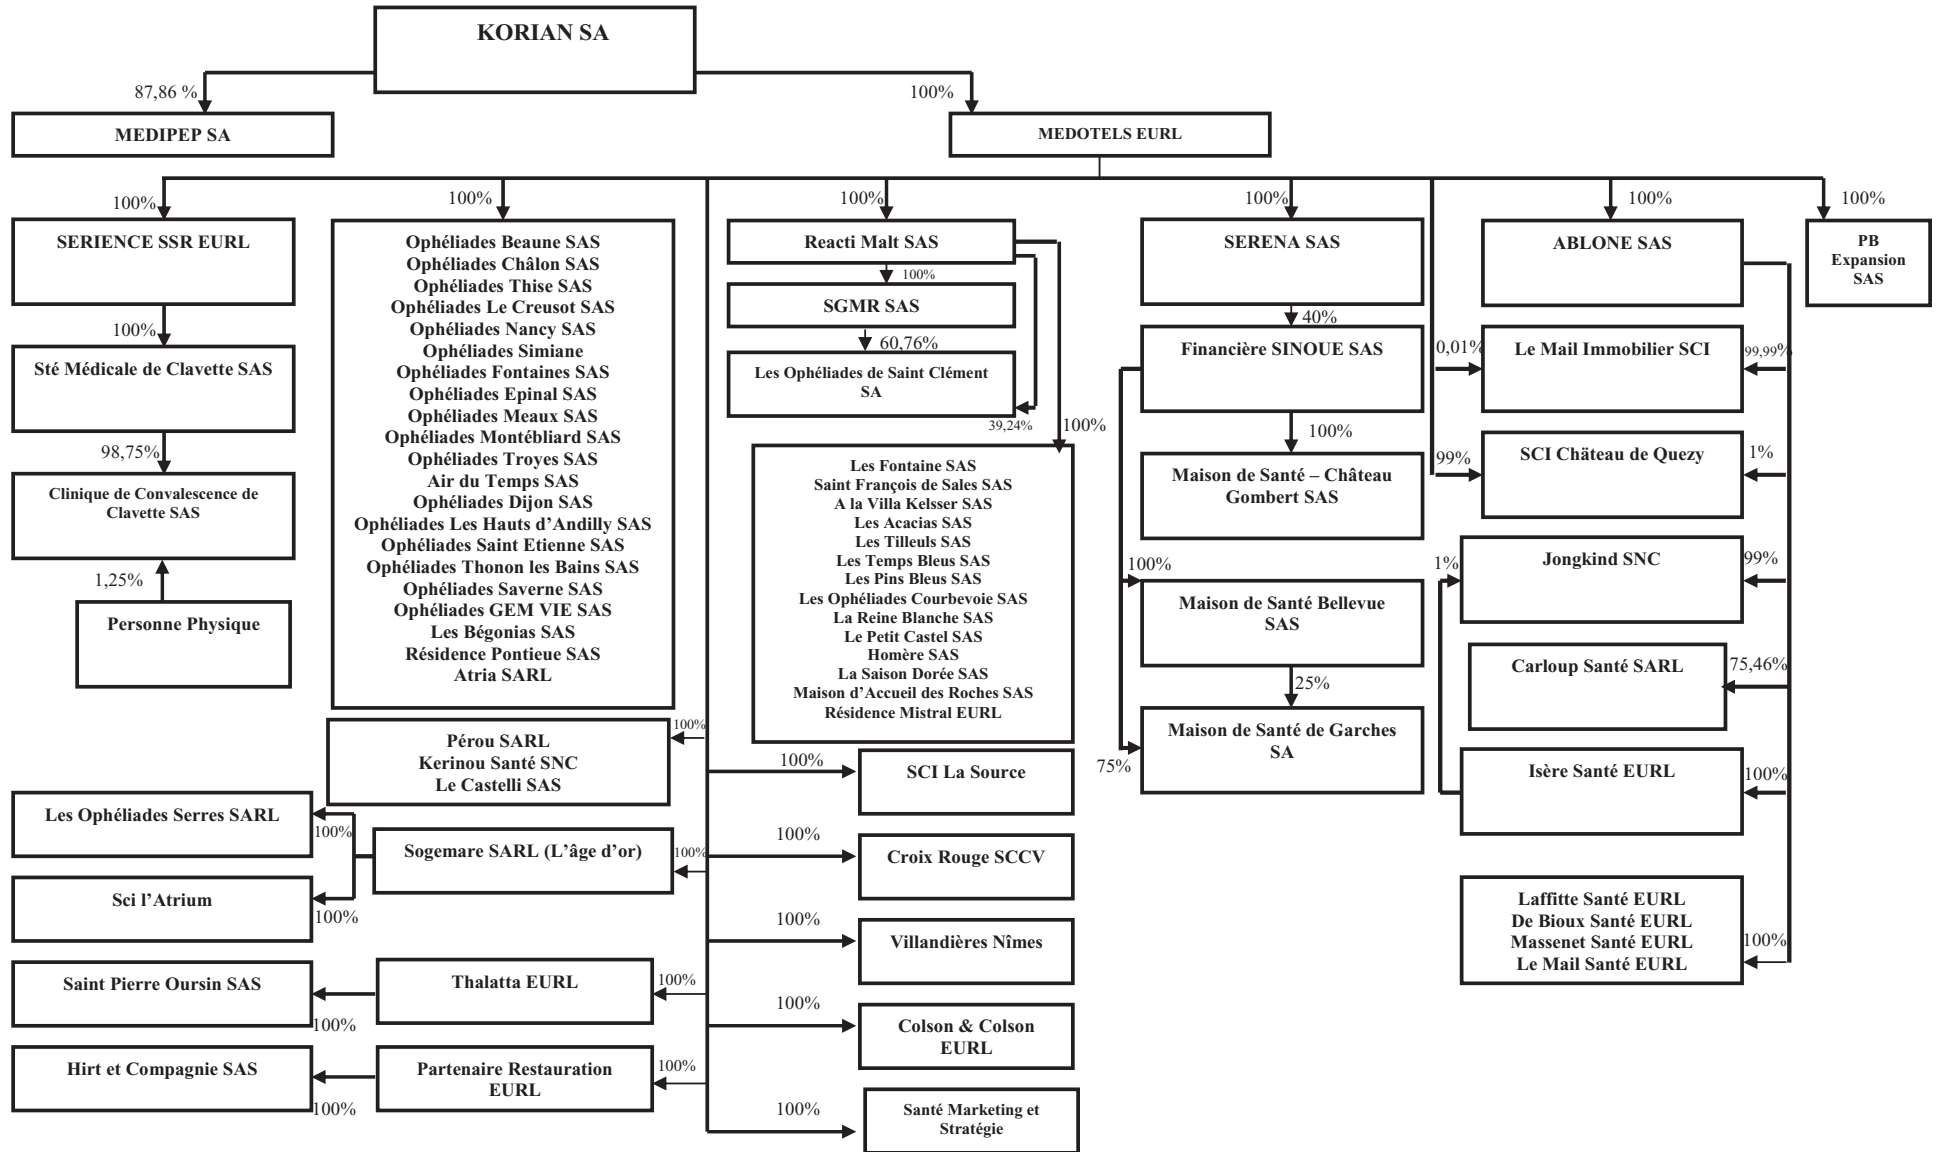 KORIAN SA
87,86 %
100%
MEDIPEP SA
MEDOTELS EURL
100%
SERIENCE SSR EURL
100%
Sté Médicale de Clavette SAS
98,75%
Clinique de Convalescence de
Clavette SAS
1,25%
Personne Physique
100%
Ophéliades Beaune SAS
Ophéliades Châlon SAS
Ophéliades Thise SAS
Ophéliades Le Creusot SAS
Ophéliades Nancy SAS
Ophéliades Simiane
Ophéliades Fontaines SAS
Ophéliades Epinal SAS
Ophéliades Meaux SAS
Ophéliades Montébliard SAS
Ophéliades Troyes SAS
Air du Temps SAS
Ophéliades Dijon SAS
Ophéliades Les Hauts d’Andilly SAS
Ophéliades Saint Etienne SAS
Ophéliades Thonon les Bains SAS
Ophéliades Saverne SAS
Ophéliades GEM VIE SAS
Les Bégonias SAS
Résidence Pontieue SAS
Atria SARL
100%
Pérou SARL
Kerinou Santé SNC
Le Castelli SAS
Les Ophéliades Serres SARL
100%
Sogemare SARL (L’âge d’or)
100%
Sci l’Atrium
100%
Saint Pierre Oursin SAS
100%
Thalatta EURL
100%
Hirt et Compagnie SAS
100%
Partenaire Restauration
EURL
100%
100%
Reacti Malt SAS
100%
SGMR SAS
60,76%
Les Ophéliades de Saint Clément
SA
39,24%
100%
Les Fontaine SAS
Saint François de Sales SAS
A la Villa Kelsser SAS
Les Acacias SAS
Les Tilleuls SAS
Les Temps Bleus SAS
Les Pins Bleus SAS
Les Ophéliades Courbevoie SAS
La Reine Blanche SAS
Le Petit Castel SAS
Homère SAS
La Saison Dorée SAS
Maison d’Accueil des Roches SAS
Résidence Mistral EURL
100%
SCI La Source
100%
Croix Rouge SCCV
100%
Villandières Nîmes
100%
Colson & Colson
EURL
100%
Santé Marketing et
Stratégie
100%
SERENA SAS
40%
Financière SINOUE SAS
100%
Maison de Santé – Château
Gombert SAS
100%
Maison de Santé Bellevue
SAS
25%
75%
Maison de Santé de Garches
SA
100%
ABLONE SAS
0,01%
Le Mail Immobilier SCI
99,99%
99%
SCI Chäteau de Quezy
1%
1%
Jongkind SNC
99%
Carloup Santé SARL
75,46%
Isère Santé EURL
100%
Laffitte Santé EURL
De Bioux Santé EURL
Massenet Santé EURL
Le Mail Santé EURL
100%
100%
PB
Expansion
SAS